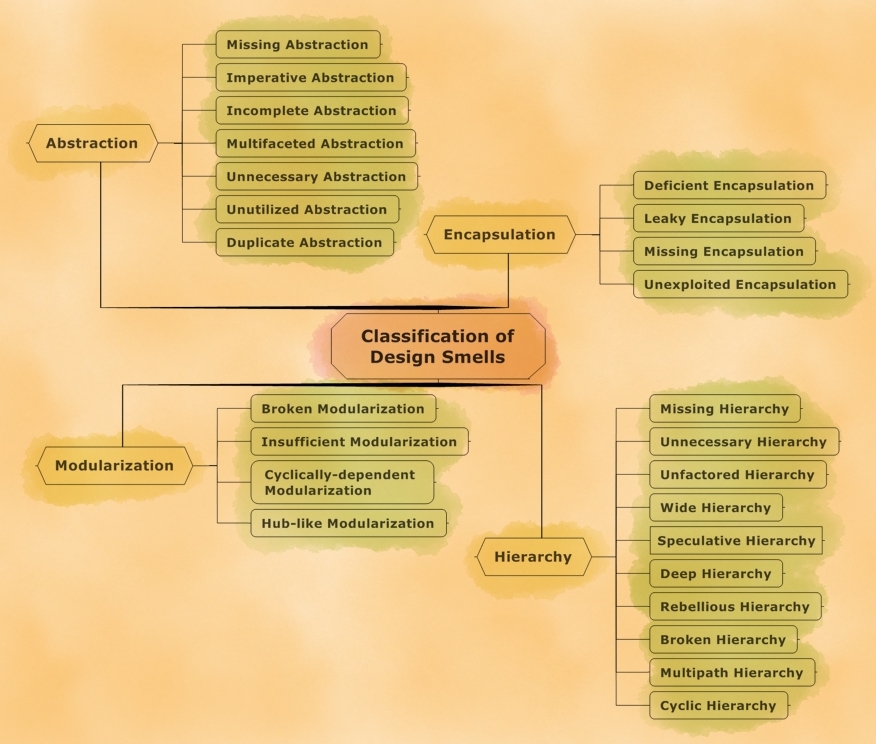 Abstraction
Missing Abstraction
Imperative Abstraction
Incomplete Abstraction
Multifaceted Abstraction
Unnecessary Abstraction
Unutilized Abstraction
Duplicate Abstraction
Encapsulation
Deficient Encapsulation
Leaky Encapsulation
Missing Encapsulation
Unexploited Encapsulation
Classification of
Design Smells
Modularization
Broken Modularization
Insufficient Modularization
Cyclically-dependent
Modularization
Hub-like Modularization
Hierarchy
Missing Hierarchy
Unnecessary Hierarchy
Unfactored Hierarchy
Wide Hierarchy
Speculative Hierarchy
Deep Hierarchy
Rebellious Hierarchy
Broken Hierarchy
Multipath Hierarchy
Cyclic Hierarchy